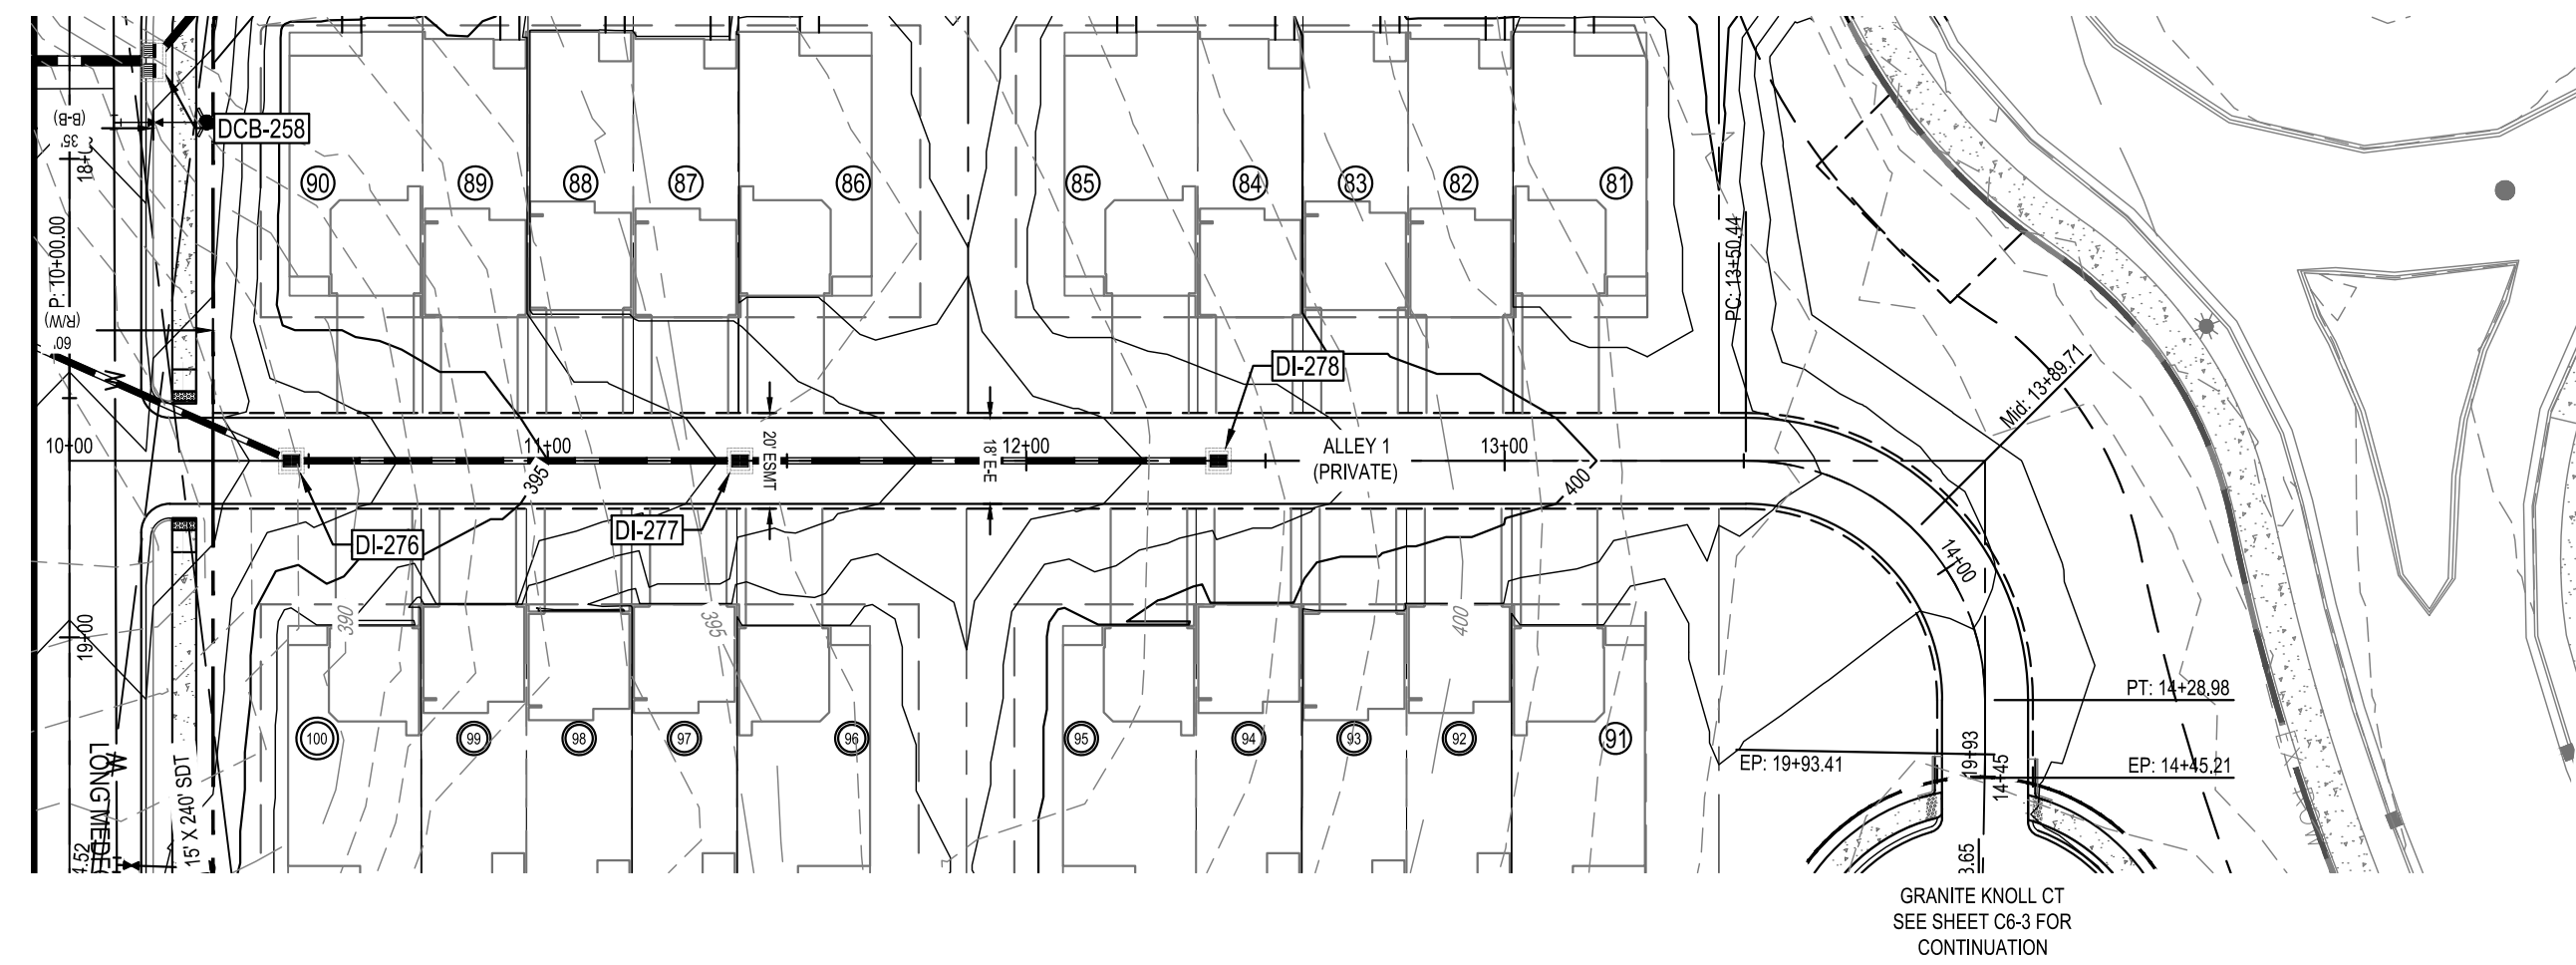 DCB-258
(B-B)
35'
18+
P: 10+00.00
(R/W)
60'
90
89
88
87
86
85
84
83
82
81
PC: 13+50.44
DI-278
Mid: 13+89.71
10+00
11+00
20' ESMT
18' E-E
12+00
ALLEY 1
(PRIVATE)
13+00
395
400
DI-276
DI-277
14+00
19+00
390
395
400
100
99
98
97
96
95
94
93
92
91
PT: 14+28.98
EP: 19+93.41
19+93
14+45
EP: 14+45.21
LONG MEDE
15' X 240' SDT
4.52
3.65
GRANITE KNOLL CT
SEE SHEET C6-3 FOR
CONTINUATION